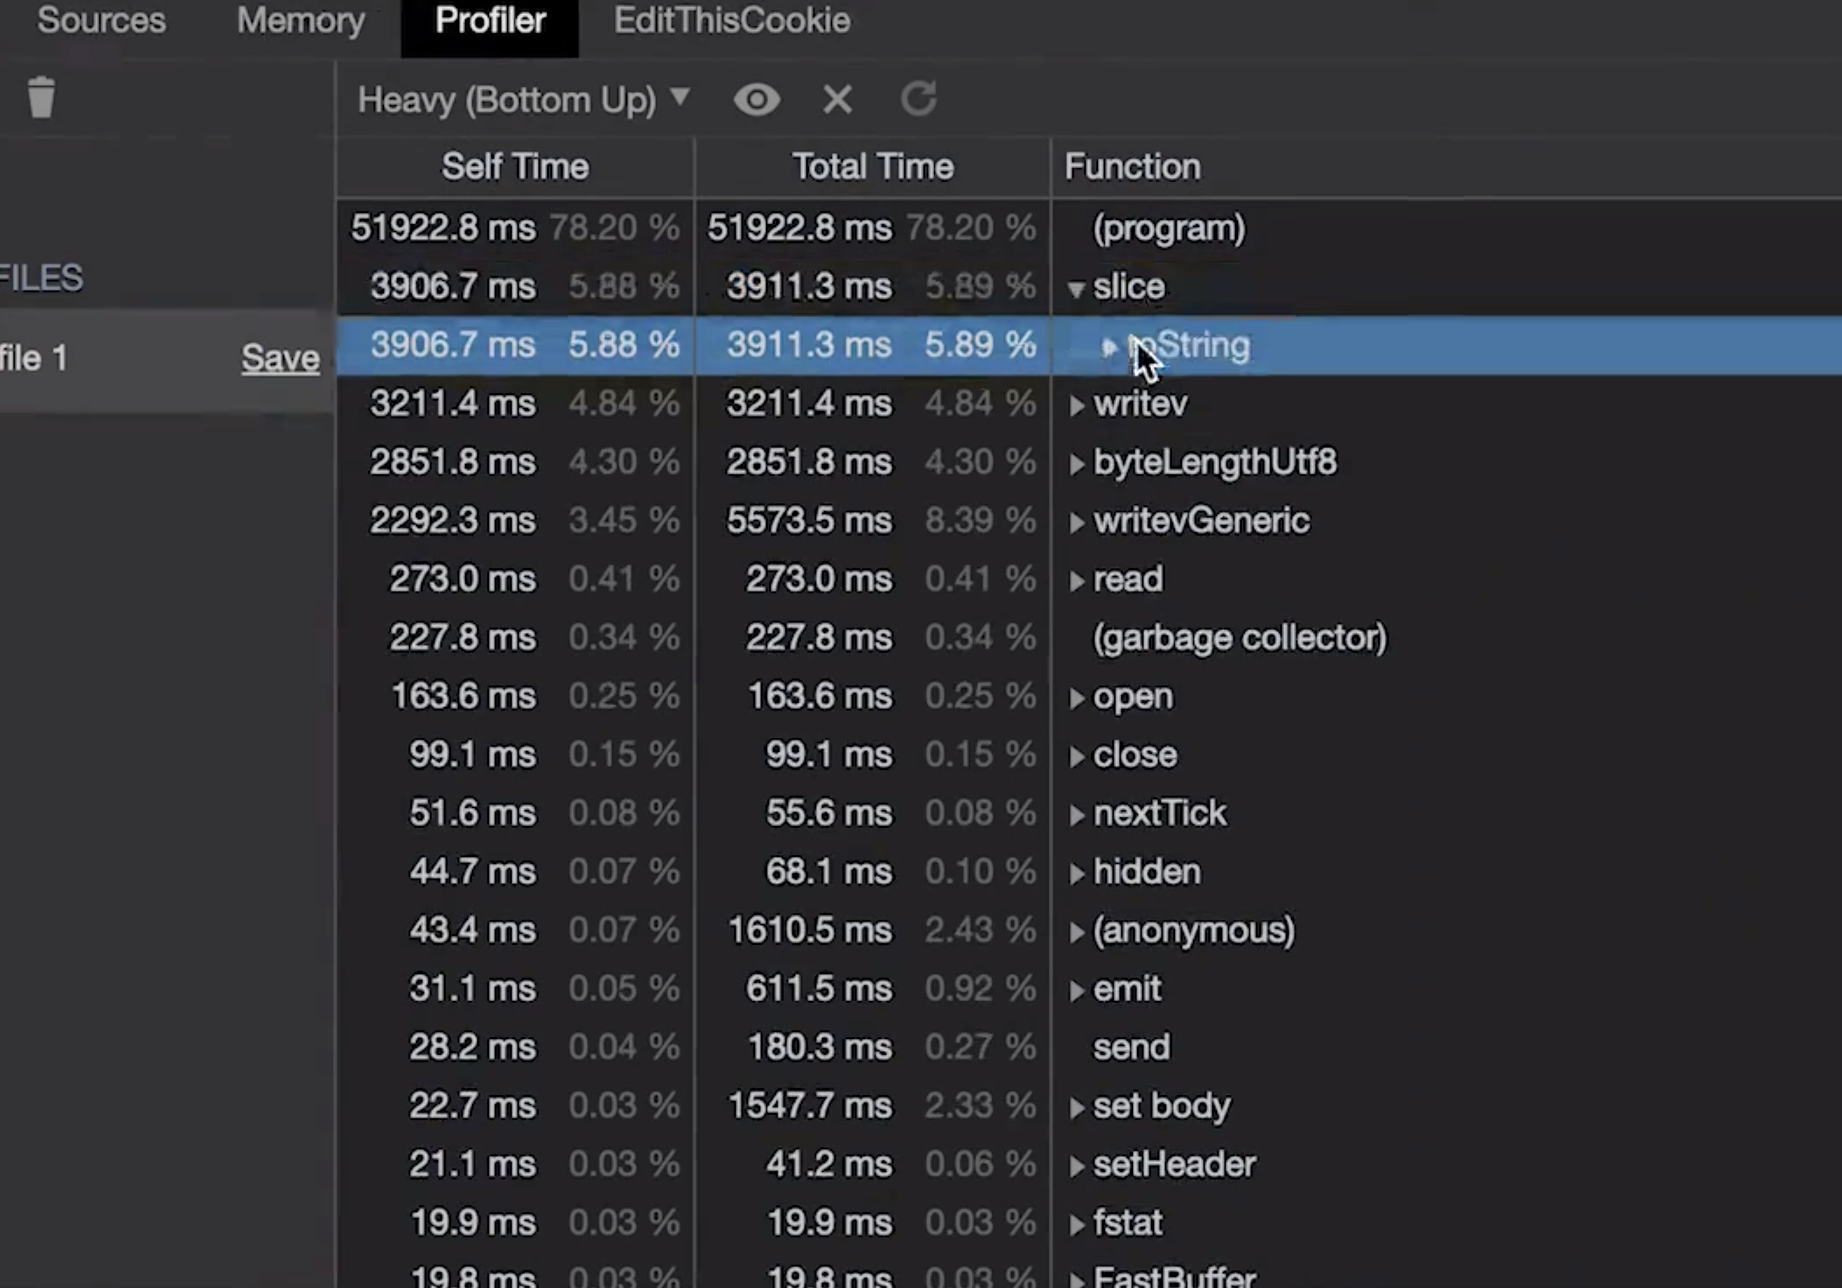 Sources Memory Profiler EditThisCookie
Heavy (Bottom Up)
Self Time Total Time Function
51922.8 ms 78.20 % 51922.8 ms 78.20 % (program)
FILES
3906.7 ms 5.88 % 3911.3 ms 5.89 % slice
file 1 Save
3906.7 ms 5.88 % 3911.3 ms 5.89 % toString
3211.4 ms 4.84 % 3211.4 ms 4.84 % writev
2851.8 ms 4.30 % 2851.8 ms 4.30 % byteLengthUtf8
2292.3 ms 3.45 % 5573.5 ms 8.39 % writevGeneric
273.0 ms 0.41 % 273.0 ms 0.41 % read
227.8 ms 0.34 % 227.8 ms 0.34 % (garbage collector)
163.6 ms 0.25 % 163.6 ms 0.25 % open
99.1 ms 0.15 % 99.1 ms 0.15 % close
51.6 ms 0.08 % 55.6 ms 0.08 % nextTick
44.7 ms 0.07 % 68.1 ms 0.10 % hidden
43.4 ms 0.07 % 1610.5 ms 2.43 % (anonymous)
31.1 ms 0.05 % 611.5 ms 0.92 % emit
28.2 ms 0.04 % 180.3 ms 0.27 % send
22.7 ms 0.03 % 1547.7 ms 2.33 % set body
21.1 ms 0.03 % 41.2 ms 0.06 % setHeader
19.9 ms 0.03 % 19.9 ms 0.03 % fstat
19.8 ms 0.03 % 19.8 ms 0.03 % FastBuffer